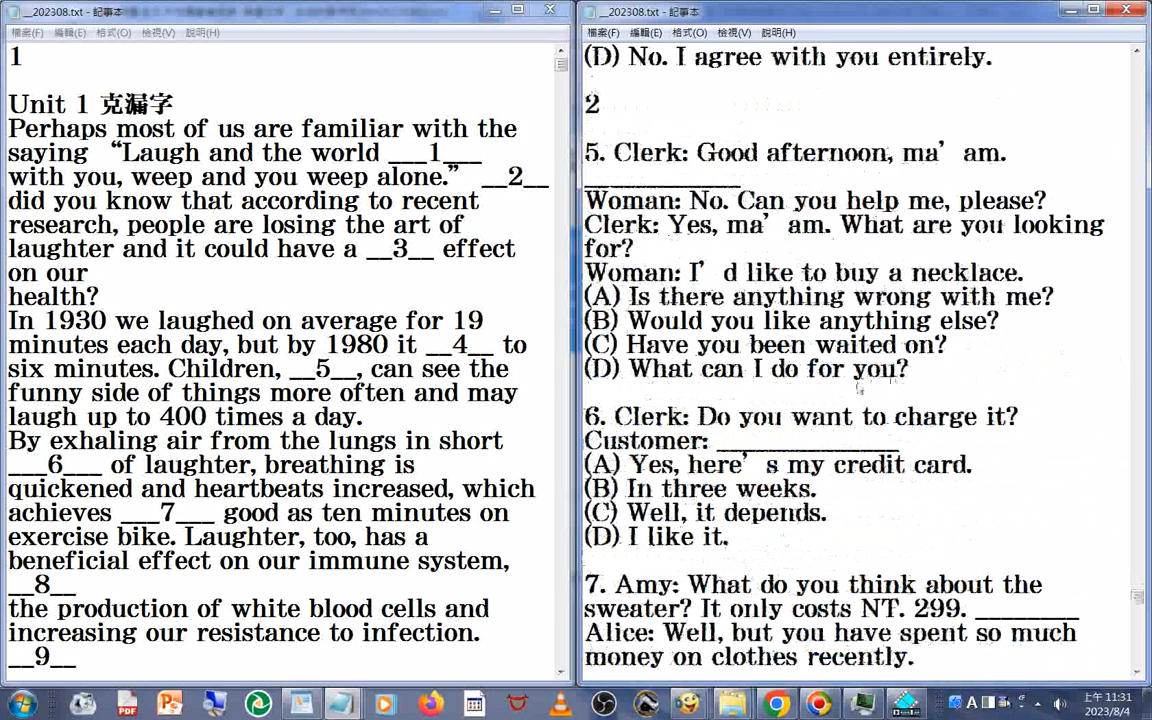 __202308.txt - 記事本
檔案(F) 編輯(E) 格式(O) 檢視(V) 說明(H)
1
Unit 1 克漏字
Perhaps most of us are familiar with the
saying “Laugh and the world ___1___
with you, weep and you weep alone.” __2__
did you know that according to recent
research, people are losing the art of
laughter and it could have a __3__ effect
on our
health?
In 1930 we laughed on average for 19
minutes each day, but by 1980 it __4__ to
six minutes. Children, __5__, can see the
funny side of things more often and may
laugh up to 400 times a day.
By exhaling air from the lungs in short
___6___ of laughter, breathing is
quickened and heartbeats increased, which
achieves ___7___ good as ten minutes on
exercise bike. Laughter, too, has a
beneficial effect on our immune system,
__8__
the production of white blood cells and
increasing our resistance to infection.
__9__
__202308.txt - 記事本
檔案(F) 編輯(E) 格式(O) 檢視(V) 說明(H)
(D) No. I agree with you entirely.
2
5. Clerk: Good afternoon, ma’am.
_____________
Woman: No. Can you help me, please?
Clerk: Yes, ma’am. What are you looking
for?
Woman: I’d like to buy a necklace.
(A) Is there anything wrong with me?
(B) Would you like anything else?
(C) Have you been waited on?
(D) What can I do for you?
6. Clerk: Do you want to charge it?
Customer: _______________
(A) Yes, here’s my credit card.
(B) In three weeks.
(C) Well, it depends.
(D) I like it.
7. Amy: What do you think about the
sweater? It only costs NT. 299. ________
Alice: Well, but you have spent so much
money on clothes recently.
PDF
A
上午 11:31
2023/8/4